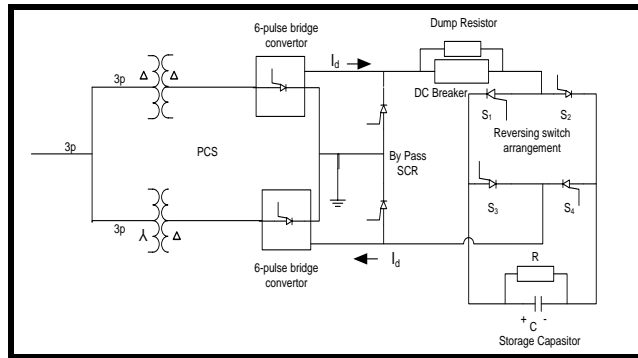 Dump Resistor
6-pulse bridge
convertor
I_d
3p
Δ Δ
DC Breaker
S1
S2
Reversing switch
arrangement
3p
PCS
By Pass
SCR
3p
Y Δ
S3
S4
I_d
6-pulse bridge
convertor
R
+ C -
Storage Capasitor